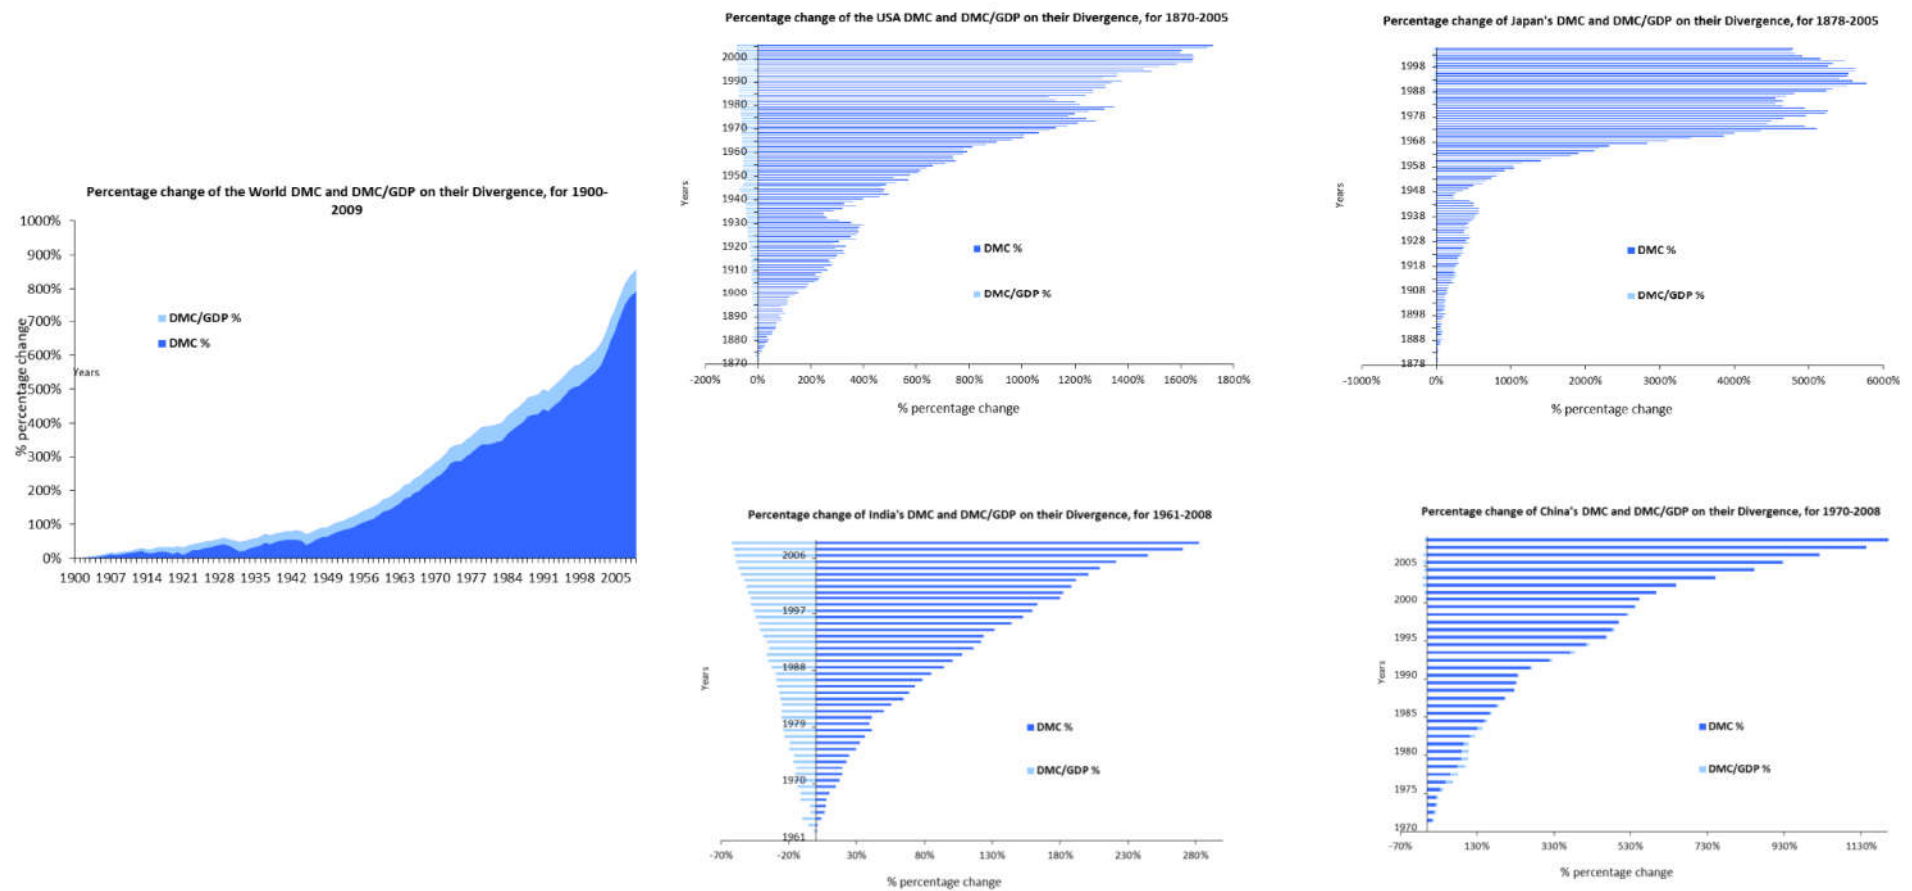 Percentage change of the World DMC and DMC/GDP on their Divergence, for 1900-
2009
1000%
900%
800%
700%
600%
500%
400%
300%
200%
100%
0%
% percentage change
Years
DMC/GDP %
DMC %
1900 1907 1914 1921 1928 1935 1942 1949 1956 1963 1970 1977 1984 1991 1998 2005
Percentage change of the USA DMC and DMC/GDP on their Divergence, for 1870-2005
2000
1990
1980
1970
1960
1950
1940
1930
1920
1910
1900
1890
1880
1870
Years
DMC %
DMC/GDP %
-200% 0% 200% 400% 600% 800% 1000% 1200% 1400% 1600% 1800%
% percentage change
Percentage change of Japan's DMC and DMC/GDP on their Divergence, for 1878-2005
1998
1988
1978
1968
1958
1948
1938
1928
1918
1908
1898
1888
1878
Years
DMC %
DMC/GDP %
-1000% 0% 1000% 2000% 3000% 4000% 5000% 6000%
% percentage change
Percentage change of India's DMC and DMC/GDP on their Divergence, for 1961-2008
2006
1997
1988
1979
1970
1961
Years
DMC %
DMC/GDP %
-70% -20% 30% 80% 130% 180% 230% 280%
% percentage change
Percentage change of China's DMC and DMC/GDP on their Divergence, for 1970-2008
2005
2000
1995
1990
1985
1980
1975
1970
Years
DMC %
DMC/GDP %
-70% 130% 330% 530% 730% 930% 1130%
% percentage change